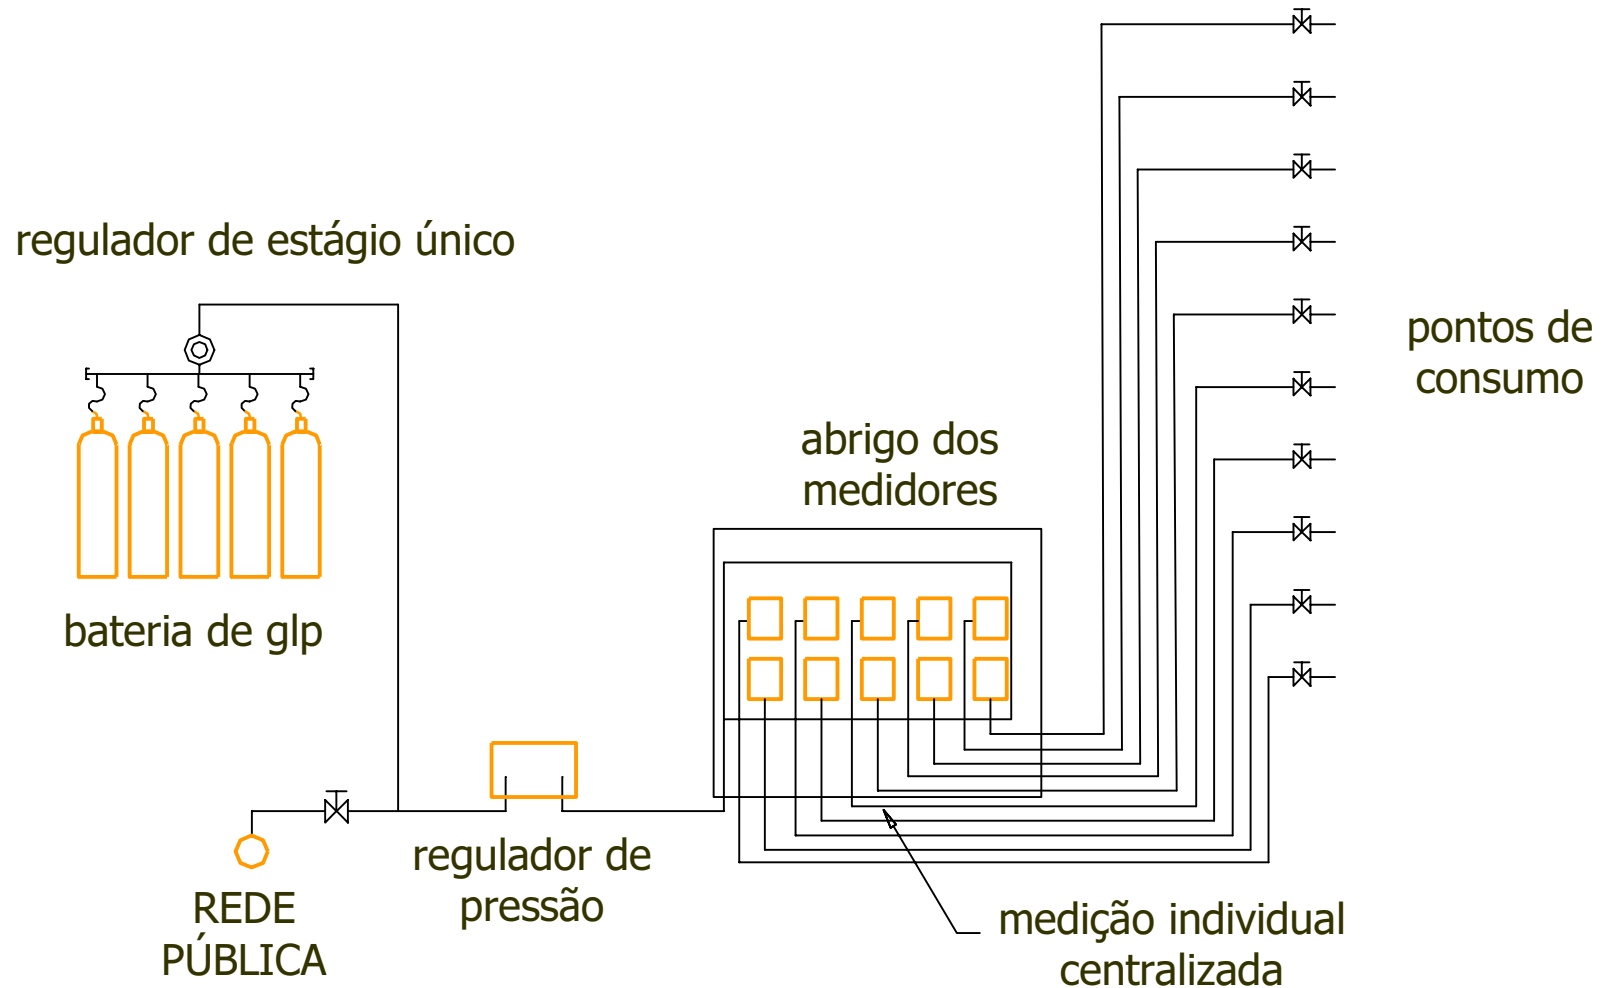 regulador de estágio único
pontos de
consumo
abrigo dos
medidores
bateria de glp
regulador de
pressão
REDE
PÚBLICA
medição individual
centralizada